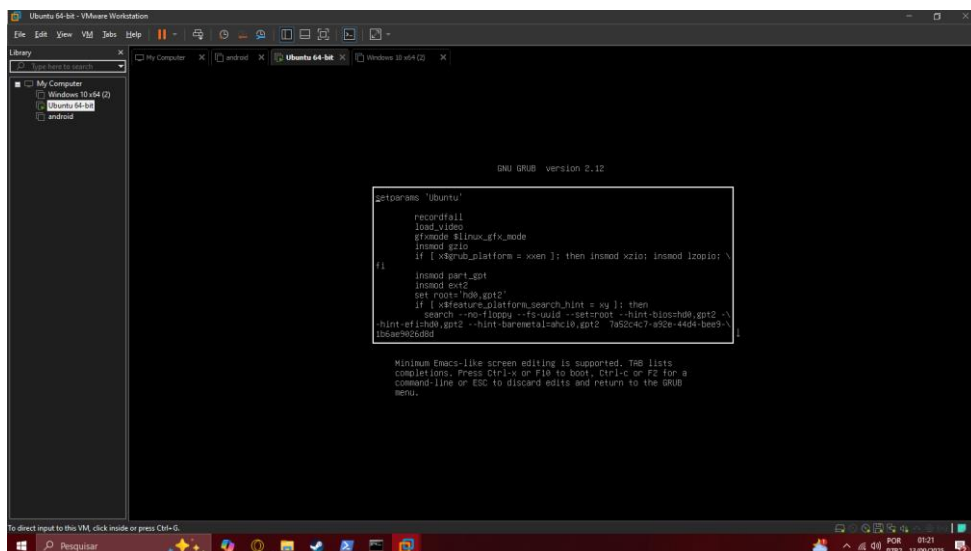 Ubuntu 64-bit - VMware Workstation
File Edit View VM Tabs Help
Library
Type here to search
My Computer
Windows 10 x64 (2)
Ubuntu 64-bit
android
My Computer
android
Ubuntu 64-bit
Windows 10 x64 (2)
GNU GRUB version 2.12
setparams 'Ubuntu'
recordfail
load_video
gfxmode $linux_gfx_mode
insmod gzio
if [ x$grub_platform = xxen ]; then insmod xzio; insmod lzopio; \
fi
insmod part_gpt
insmod ext2
set root='hd0,gpt2'
if [ x$feature_platform_search_hint = xy ]; then
search --no-floppy --fs-uuid --set=root --hint-bios=hd0,gpt2 -\
-hint-efi=hd0,gpt2 --hint-baremetal=ahci0,gpt2 7a52c4c7-a92e-44d4-bee9-\
1b6ae9026d8d
Minimum Emacs-like screen editing is supported. TAB lists
completions. Press Ctrl-x or F10 to boot, Ctrl-c or F2 for a
command-line or ESC to discard edits and return to the GRUB
menu.
To direct input to this VM, click inside or press Ctrl+G.
Pesquisar
POR
01:21